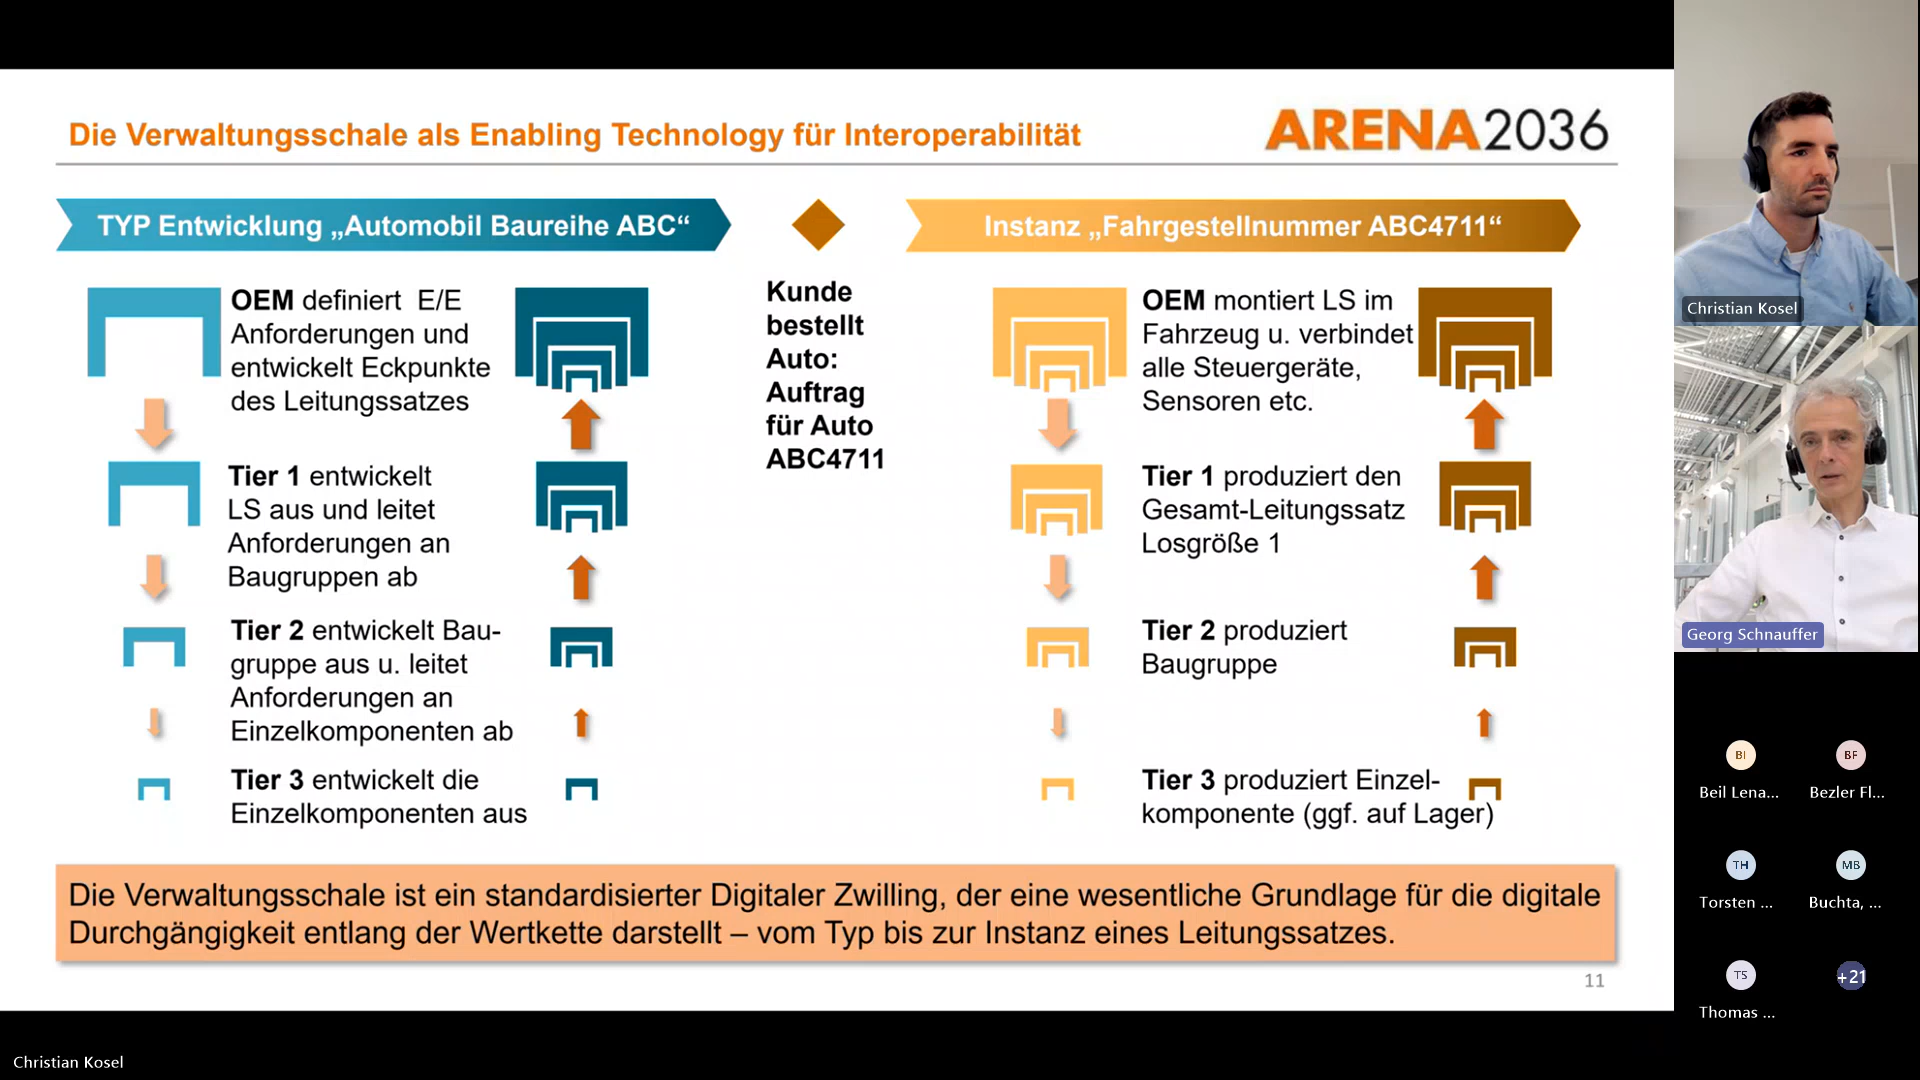 Die Verwaltungsschale als Enabling Technology für Interoperabilität
ARENA2036
TYP Entwicklung „Automobil Baureihe ABC“
Instanz „Fahrgestellnummer ABC4711“
OEM definiert E/E
Anforderungen und
entwickelt Eckpunkte
des Leitungssatzes
Tier 1 entwickelt
LS aus und leitet
Anforderungen an
Baugruppen ab
Tier 2 entwickelt Bau-
gruppe aus u. leitet
Anforderungen an
Einzelkomponenten ab
Tier 3 entwickelt die
Einzelkomponenten aus
Kunde
bestellt
Auto:
Auftrag
für Auto
ABC4711
OEM montiert LS im
Fahrzeug u. verbindet
alle Steuergeräte,
Sensoren etc.
Tier 1 produziert den
Gesamt-Leitungssatz
Losgröße 1
Tier 2 produziert
Baugruppe
Tier 3 produziert Einzel-
komponente (ggf. auf Lager)
Die Verwaltungsschale ist ein standardisierter Digitaler Zwilling, der eine wesentliche Grundlage für die digitale
Durchgängigkeit entlang der Wertkette darstellt – vom Typ bis zur Instanz eines Leitungssatzes.
11
Christian Kosel
Christian Kosel
Georg Schnauffer
BI
BF
Beil Lena...
Bezler Fl...
TH
MB
Torsten ...
Buchta, ...
TS
+21
Thomas ...